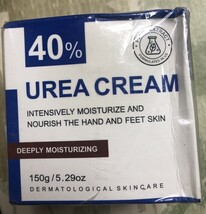 40%
UREA CREAM
INTENSIVELY MOISTURIZE AND
NOURISH THE HAND AND FEET SKIN
DEEPLY MOISTURIZING
150g/5.29oz
DERMATOLOGICAL SKINCARE